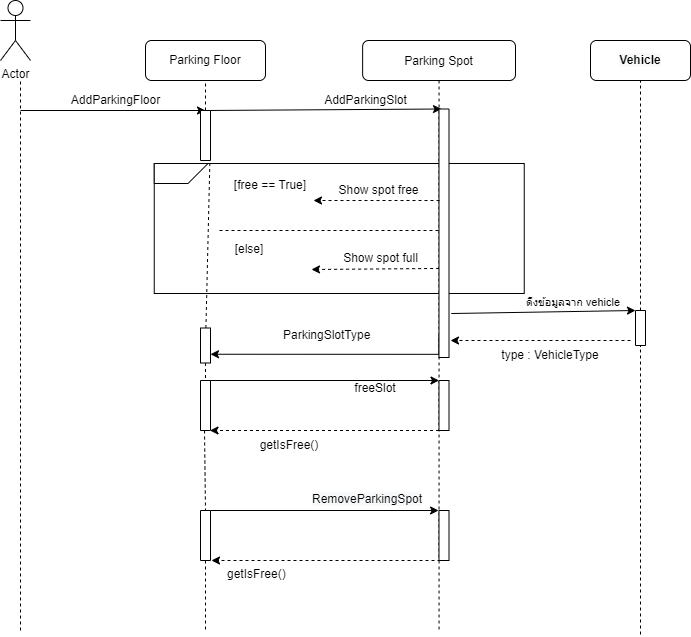 Actor
Parking Floor
Parking Spot
Vehicle
AddParkingFloor
AddParkingSlot
[free == True]
Show spot free
[else]
Show spot full
ดึงข้อมูลจาก vehicle
ParkingSlotType
type : VehicleType
freeSlot
getIsFree()
RemoveParkingSpot
getIsFree()